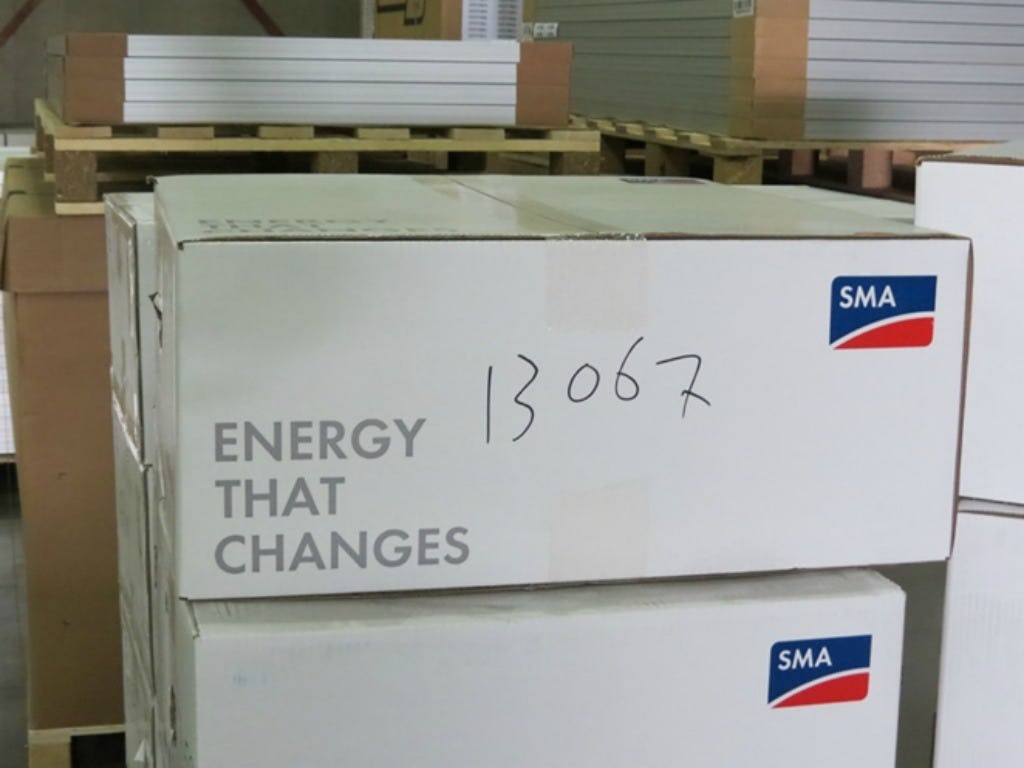 SMA
13067
ENERGY
THAT
CHANGES
SMA